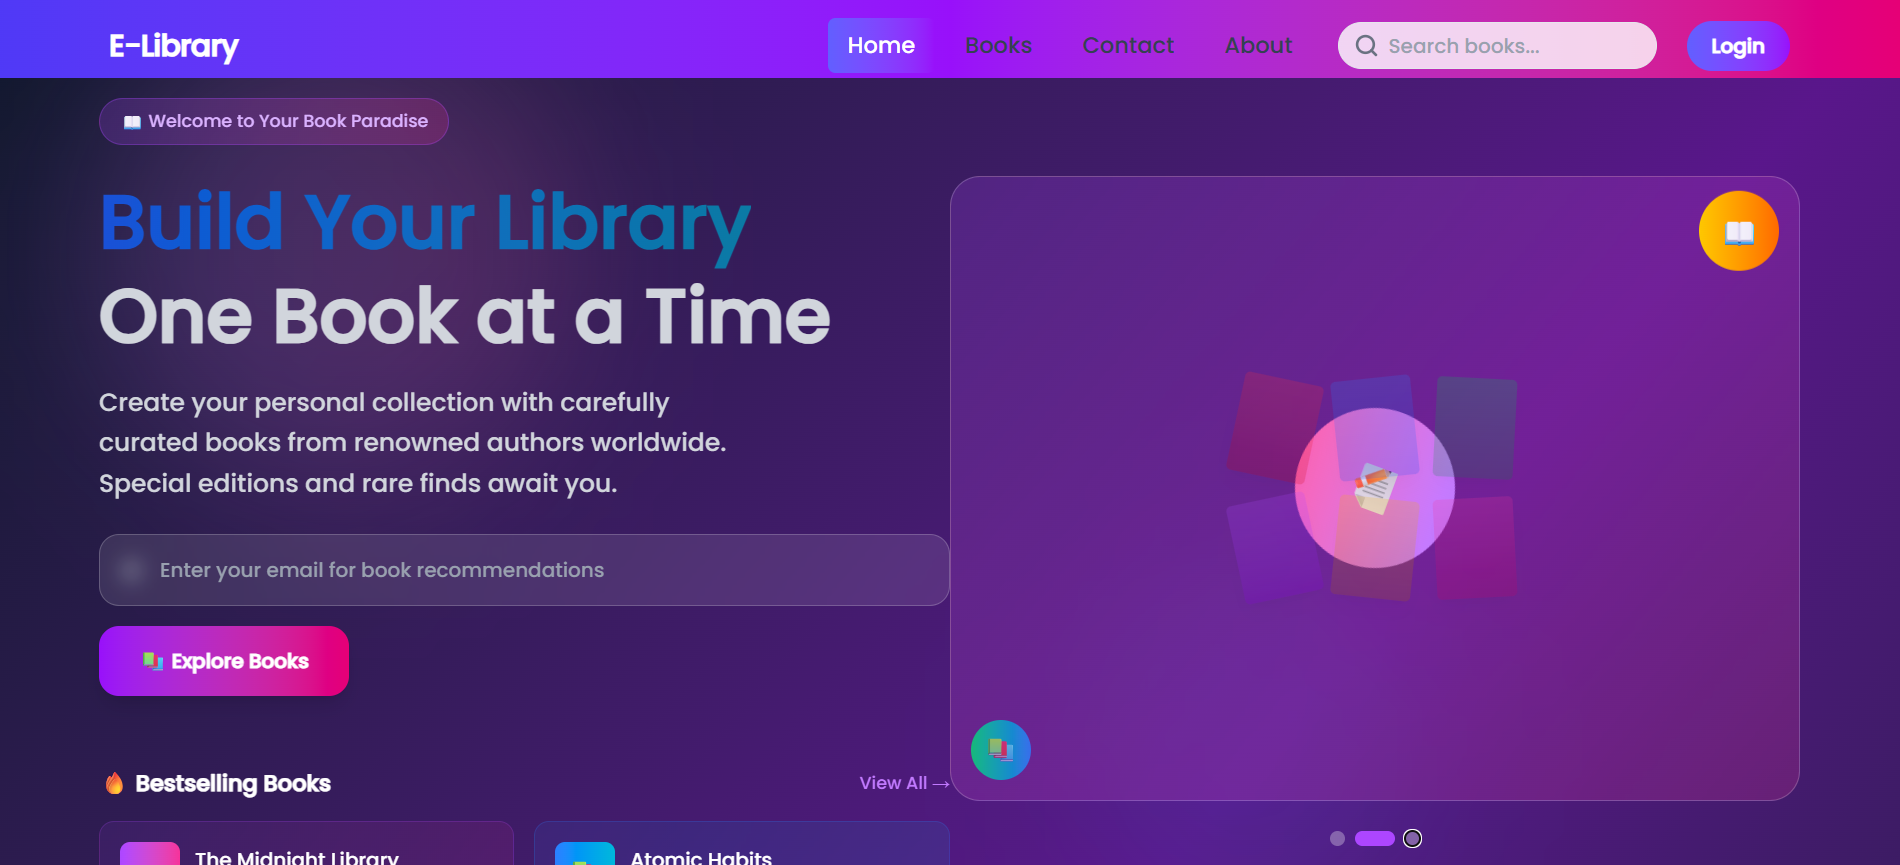 E-Library
Home
Books
Contact
About
Search books...
Login
Welcome to Your Book Paradise
Build Your Library
One Book at a Time
Create your personal collection with carefully
curated books from renowned authors worldwide.
Special editions and rare finds await you.
Enter your email for book recommendations
Explore Books
Bestselling Books
View All →
The Midnight Library
Atomic Habits